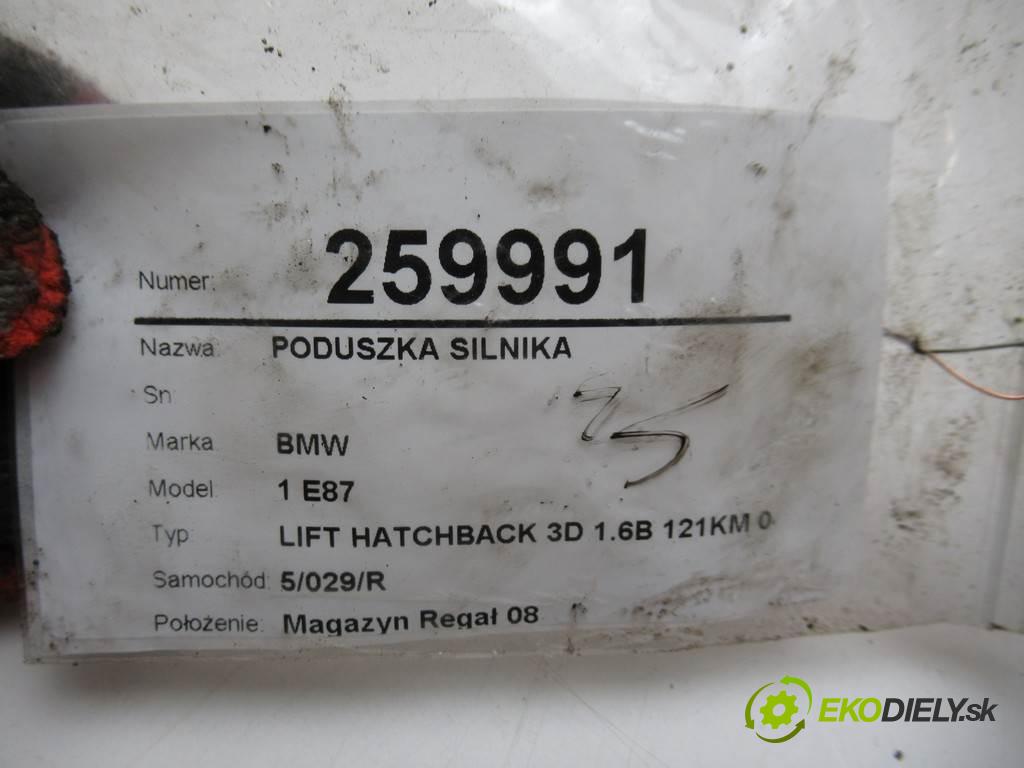 Numer: 259991
Nazwa: PODUSZKA SILNIKA
Sn
Marka BMW
Model 1 E87
Typ LIFT HATCHBACK 3D 1.6B 121KM 0
Samochód: 5/029/R
Położenie: Magazyn Regał 08
EKODIELY.sk